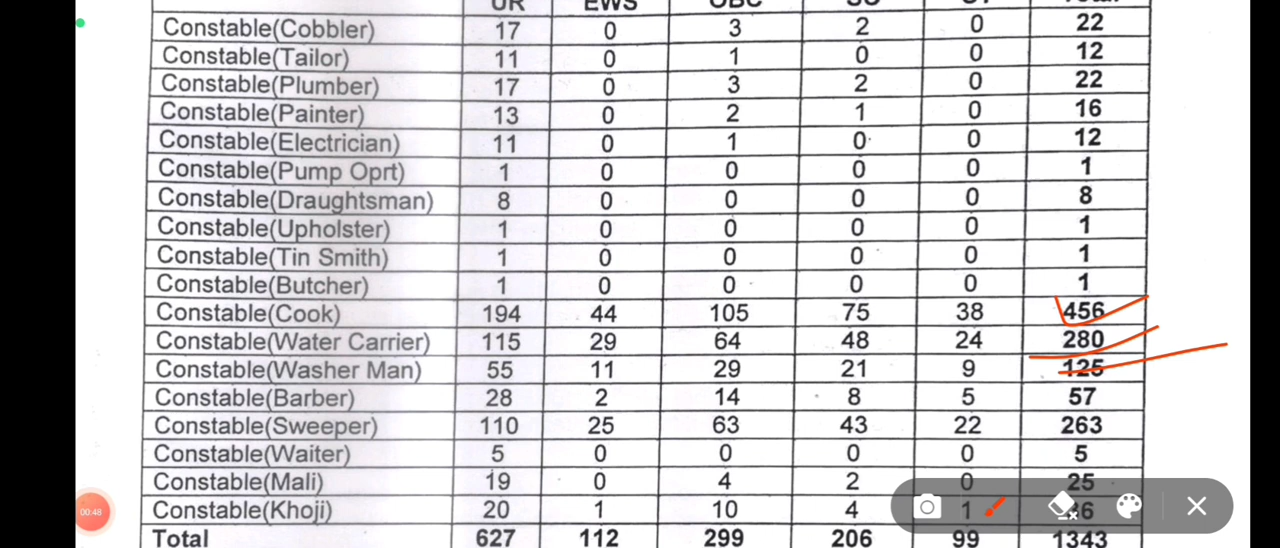 UR EWS OBC SC ST Total
Constable(Cobbler) 17 0 3 2 0 22
Constable(Tailor) 11 0 1 0 0 12
Constable(Plumber) 17 0 3 2 0 22
Constable(Painter) 13 0 2 1 0 16
Constable(Electrician) 11 0 1 0 0 12
Constable(Pump Oprt) 1 0 0 0 0 1
Constable(Draughtsman) 8 0 0 0 0 8
Constable(Upholster) 1 0 0 0 0 1
Constable(Tin Smith) 1 0 0 0 0 1
Constable(Butcher) 1 0 0 0 0 1
Constable(Cook) 194 44 105 75 38 456
Constable(Water Carrier) 115 29 64 48 24 280
Constable(Washer Man) 55 11 29 21 9 125
Constable(Barber) 28 2 14 8 5 57
Constable(Sweeper) 110 25 63 43 22 263
Constable(Waiter) 5 0 0 0 0 5
Constable(Mali) 19 0 4 2 0 25
Constable(Khoji) 20 1 10 4 1 36
Total 627 112 299 206 99 1343
00:48